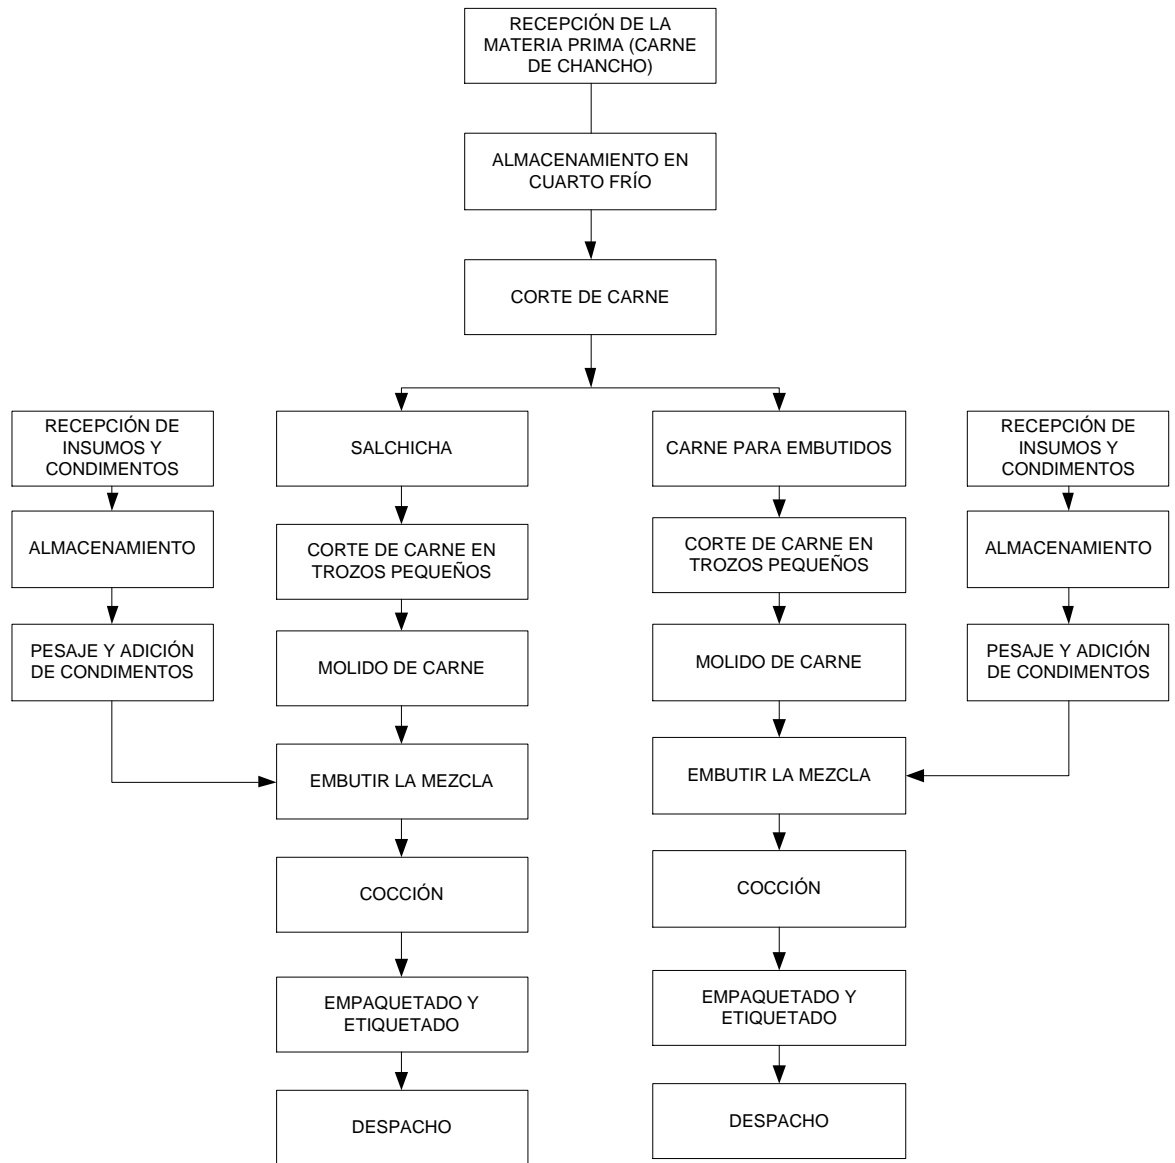 RECEPCIÓN DE LA
MATERIA PRIMA (CARNE
DE CHANCHO)
ALMACENAMIENTO EN
CUARTO FRÍO
CORTE DE CARNE
RECEPCIÓN DE
INSUMOS Y
CONDIMENTOS
ALMACENAMIENTO
PESAJE Y ADICIÓN
DE CONDIMENTOS
SALCHICHA
CORTE DE CARNE EN
TROZOS PEQUEÑOS
MOLIDO DE CARNE
EMBUTIR LA MEZCLA
COCCIÓN
EMPAQUETADO Y
ETIQUETADO
DESPACHO
CARNE PARA EMBUTIDOS
CORTE DE CARNE EN
TROZOS PEQUEÑOS
MOLIDO DE CARNE
EMBUTIR LA MEZCLA
COCCIÓN
EMPAQUETADO Y
ETIQUETADO
DESPACHO
RECEPCIÓN DE
INSUMOS Y
CONDIMENTOS
ALMACENAMIENTO
PESAJE Y ADICIÓN
DE CONDIMENTOS